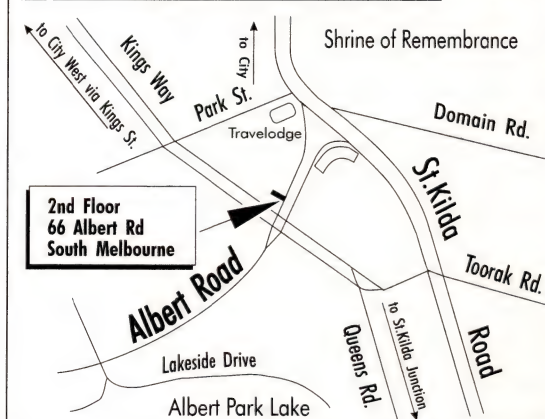 to City West via Kings St.
Kings Way
to City
Shrine of Remembrance
Park St.
Travelodge
Domain Rd.
St.Kilda
2nd Floor
66 Albert Rd
South Melbourne
Toorak Rd.
Albert Road
Lakeside Drive
Queens Rd.
to St.Kilda Junction
Road
Albert Park Lake